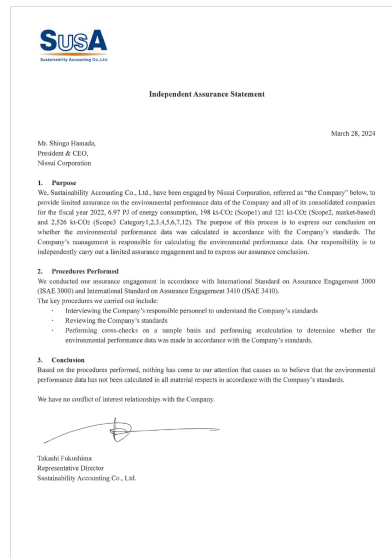 SUSA
Sustainability Accounting Co.,Ltd.
Independent Assurance Statement
March 28, 2024
Mr. Shingo Hamada,
President & CEO,
Nissui Corporation
1. Purpose
We, Sustainability Accounting Co., Ltd., have been engaged by Nissui Corporation, referred as “the Company” below, to
provide limited assurance on the environmental performance data of the Company and all of its consolidated companies
for the fiscal year 2022, 6.97 PJ of energy consumption, 198 kt-CO2 (Scope1) and 121 kt-CO2 (Scope2, market-based)
and 2,526 kt-CO2 (Scope3 Category1,2,3,4,5,6,7,12). The purpose of this process is to express our conclusion on
whether the environmental performance data was calculated in accordance with the Company’s standards. The
Company’s management is responsible for calculating the environmental performance data. Our responsibility is to
independently carry out a limited assurance engagement and to express our assurance conclusion.
2. Procedures Performed
We conducted our assurance engagement in accordance with International Standard on Assurance Engagement 3000
(ISAE 3000) and International Standard on Assurance Engagement 3410 (ISAE 3410).
The key procedures we carried out include:
· Interviewing the Company’s responsible personnel to understand the Company’s standards
· Reviewing the Company’s standards
· Performing cross-checks on a sample basis and performing recalculation to determine whether the
environmental performance data was made in accordance with the Company’s standards.
3. Conclusion
Based on the procedures performed, nothing has come to our attention that causes us to believe that the environmental
performance data has not been calculated in all material respects in accordance with the Company’s standards.
We have no conflict of interest relationships with the Company.
Takashi Fukushima
Representative Director
Sustainability Accounting Co., Ltd.